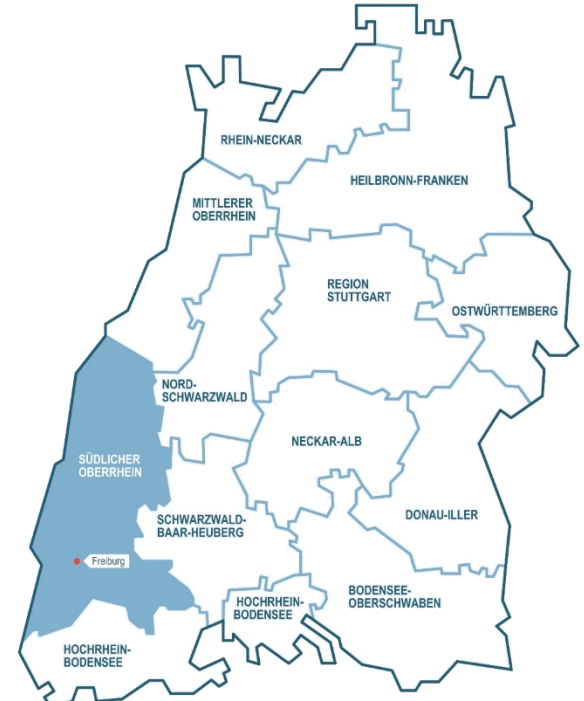 RHEIN-NECKAR
HEILBRONN-FRANKEN
MITTLERER
OBERRHEIN
REGION
STUTTGART
OSTWÜRTTEMBERG
NORD-
SCHWARZWALD
NECKAR-ALB
SÜDLICHER
OBERRHEIN
SCHWARZWALD-
BAAR-HEUBERG
DONAU-ILLER
Freiburg
BODENSEE-
OBERSCHWABEN
HOCHRHEIN-
BODENSEE
HOCHRHEIN-
BODENSEE